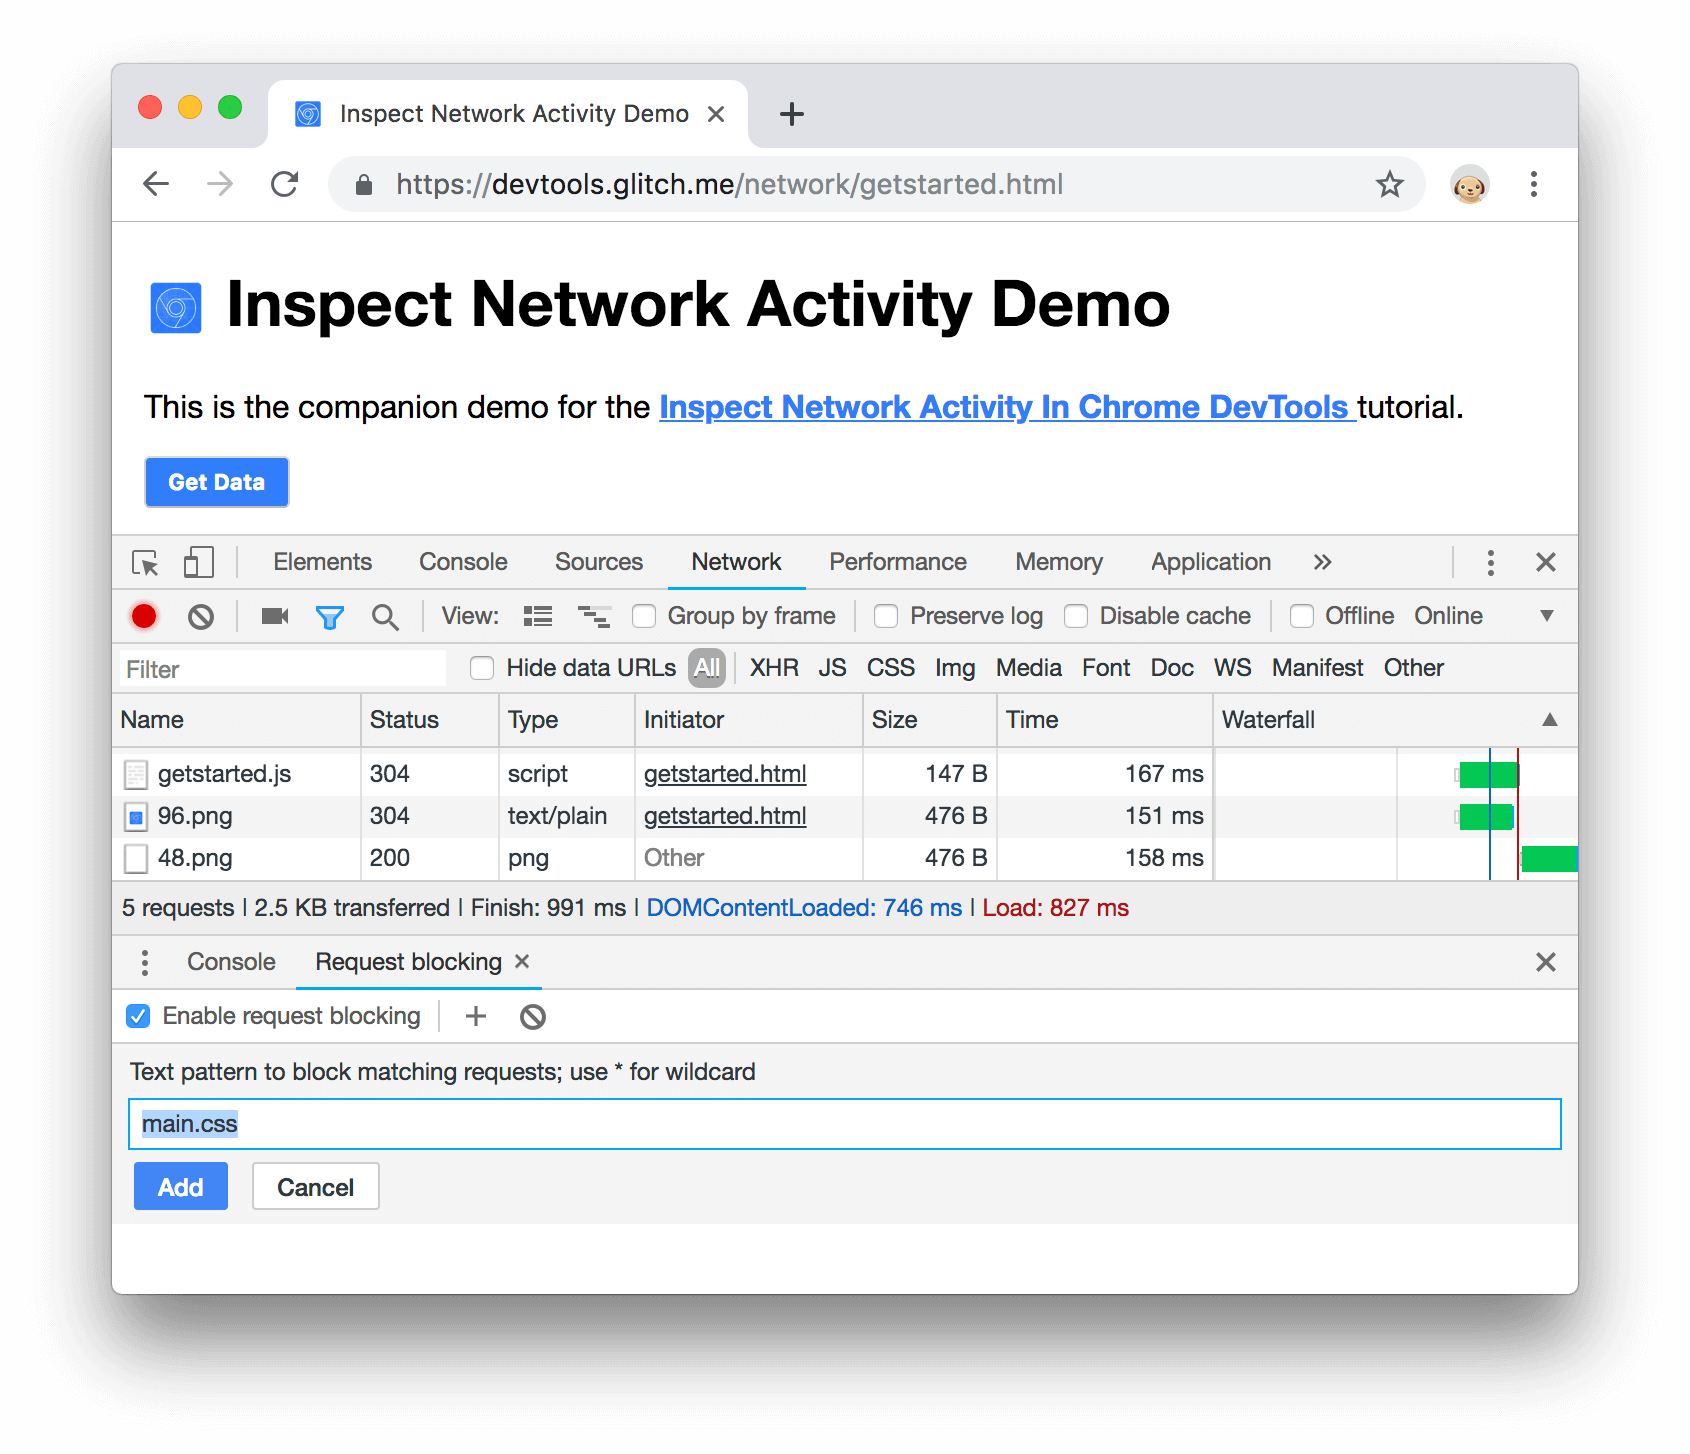 Inspect Network Activity Demo
https://devtools.glitch.me/network/getstarted.html
Inspect Network Activity Demo
This is the companion demo for the Inspect Network Activity In Chrome DevTools tutorial.
Get Data
Elements Console Sources Network Performance Memory Application
View: Group by frame Preserve log Disable cache Offline Online
Filter Hide data URLs All XHR JS CSS Img Media Font Doc WS Manifest Other
Name Status Type Initiator Size Time Waterfall
getstarted.js 304 script getstarted.html 147 B 167 ms
96.png 304 text/plain getstarted.html 476 B 151 ms
48.png 200 png Other 476 B 158 ms
5 requests | 2.5 KB transferred | Finish: 991 ms | DOMContentLoaded: 746 ms | Load: 827 ms
Console Request blocking
Enable request blocking
Text pattern to block matching requests; use * for wildcard
main.css
Add Cancel